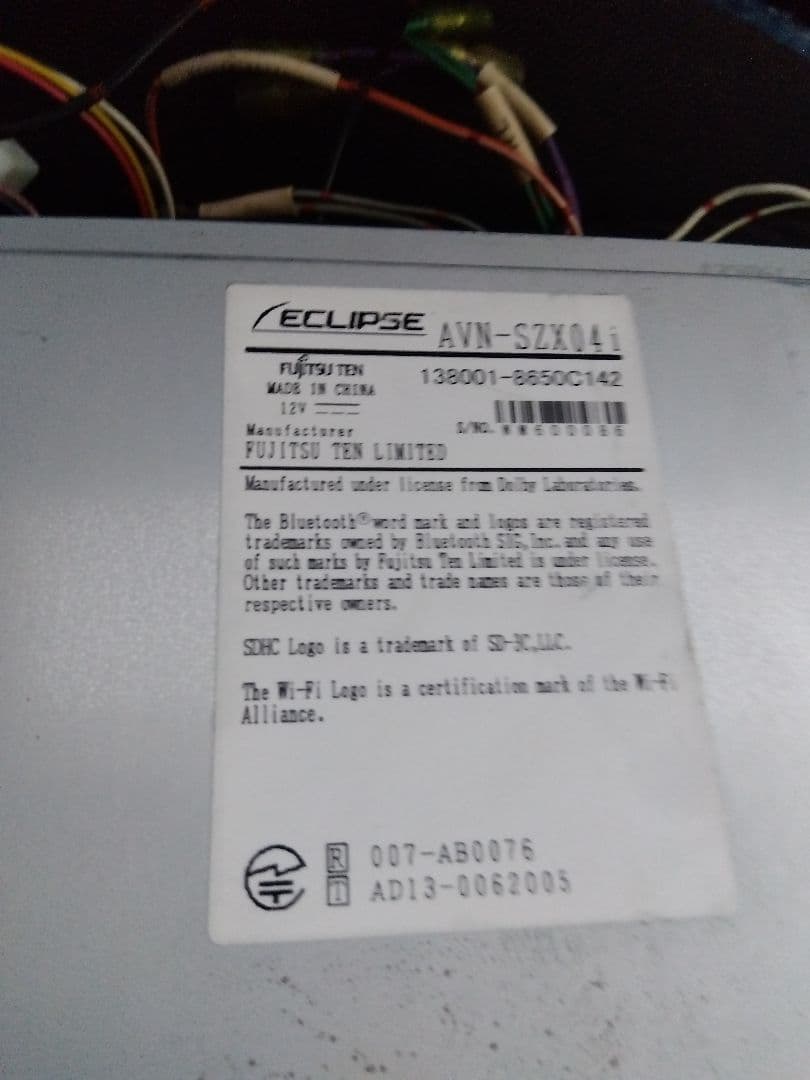 ECLIPSE AVN-SZX04i
FUJITSU TEN
138001-8650C142
MADE IN CHINA
12V
S/NO.
Manufacturer
FUJITSU TEN LIMITED
Manufactured under license from Dolby Laboratories.
The Bluetooth® word mark and logos are registered
trademarks owned by Bluetooth SIG, Inc. and any use
of such marks by Fujitsu Ten Limited is under license.
Other trademarks and trade names are those of their
respective owners.
SDHC Logo is a trademark of SD-3C, LLC.
The Wi-Fi Logo is a certification mark of the Wi-Fi
Alliance.
R 007-AB0076
T AD13-0062005